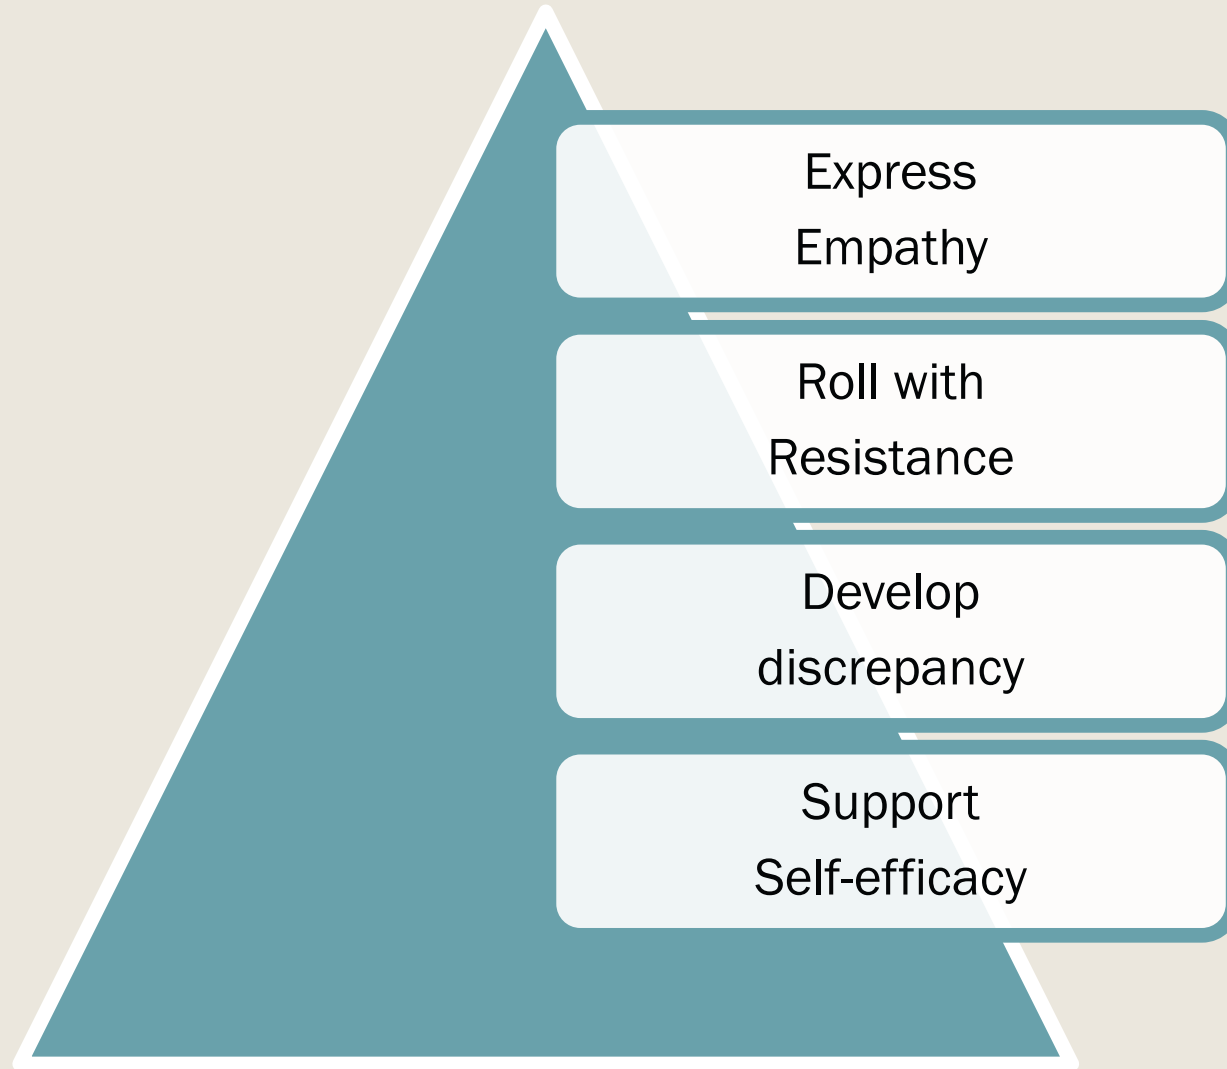 Express
Empathy
Roll with
Resistance
Develop
discrepancy
Support
Self-efficacy